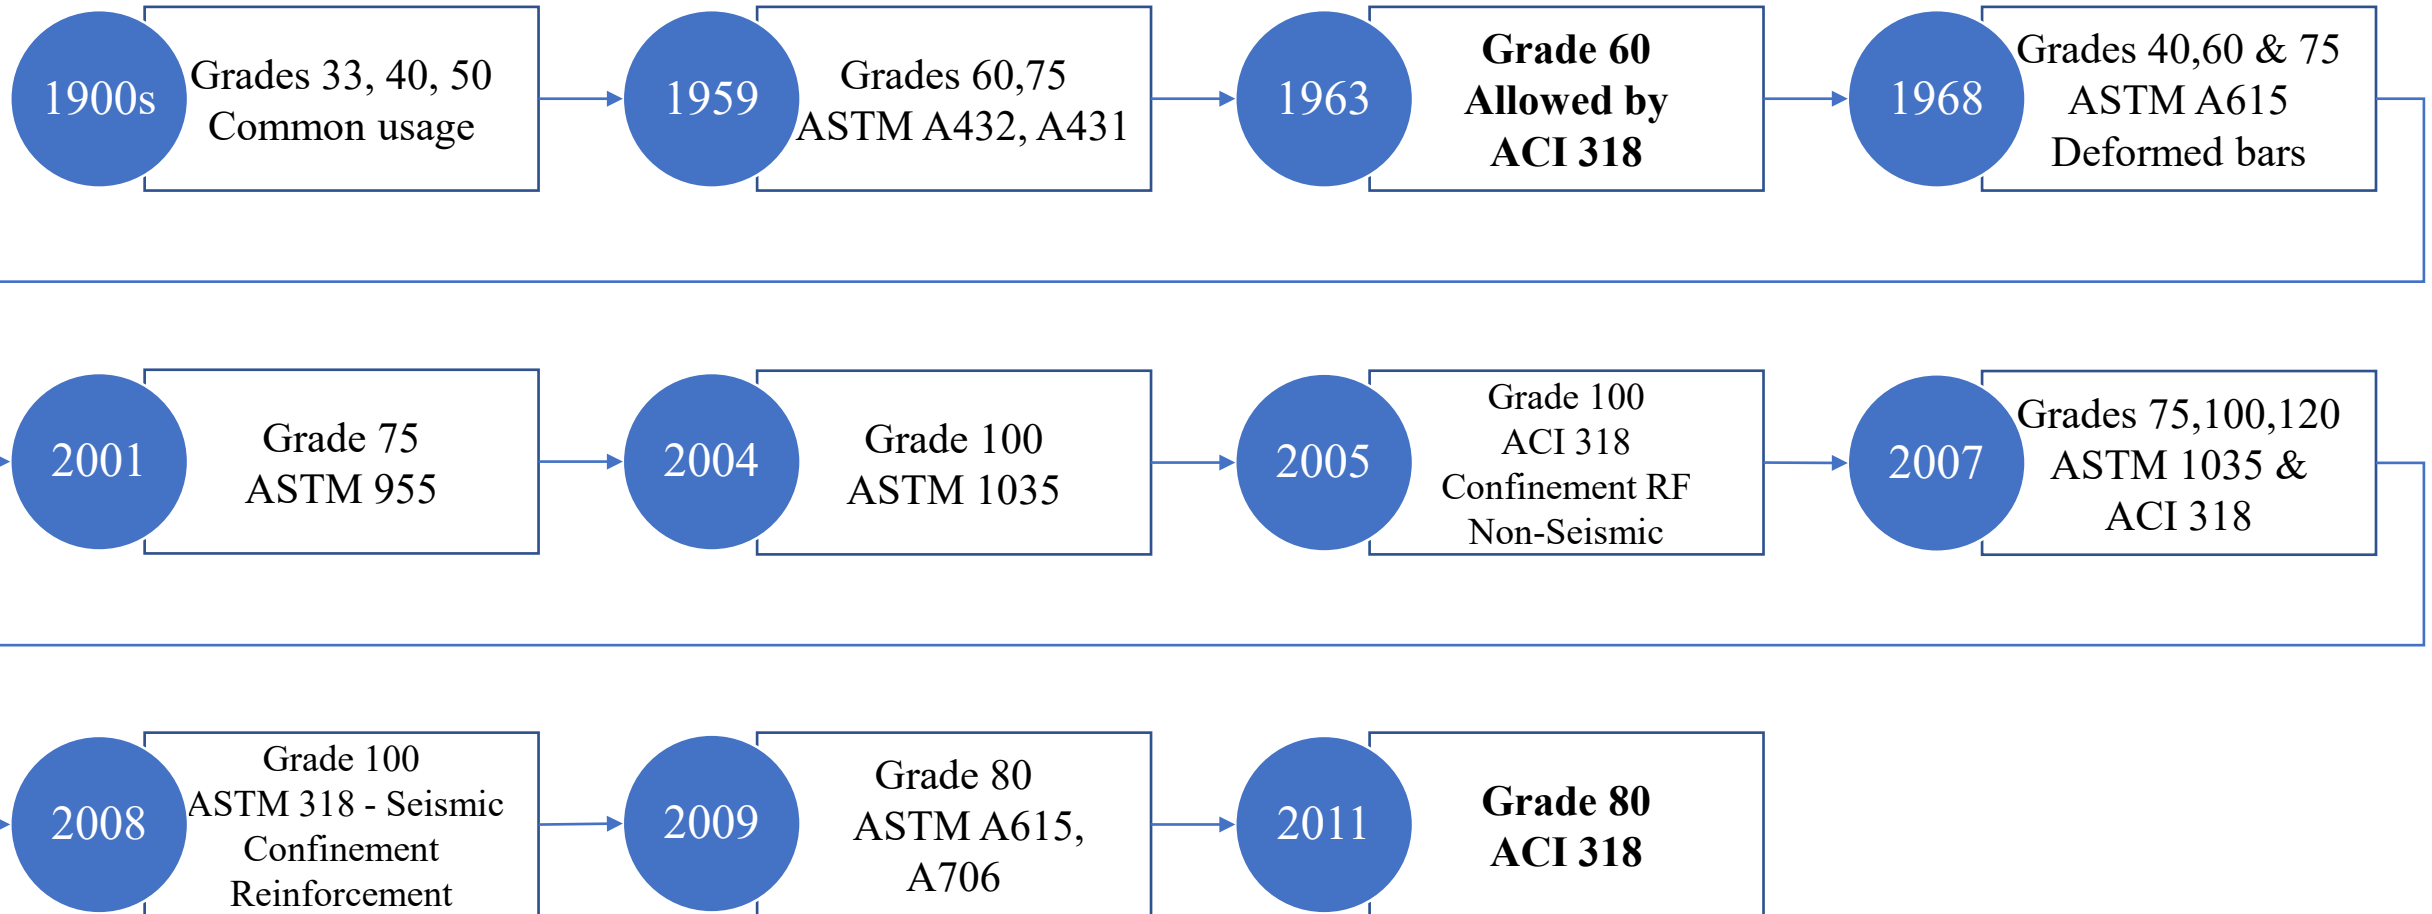 1900s
Grades 33, 40, 50
Common usage
1959
Grades 60,75
ASTM A432, A431
1963
Grade 60
Allowed by
ACI 318
1968
Grades 40,60 & 75
ASTM A615
Deformed bars
2001
Grade 75
ASTM 955
2004
Grade 100
ASTM 1035
2005
Grade 100
ACI 318
Confinement RF
Non-Seismic
2007
Grades 75,100,120
ASTM 1035 &
ACI 318
2008
Grade 100
ASTM 318 - Seismic
Confinement
Reinforcement
2009
Grade 80
ASTM A615,
A706
2011
Grade 80
ACI 318